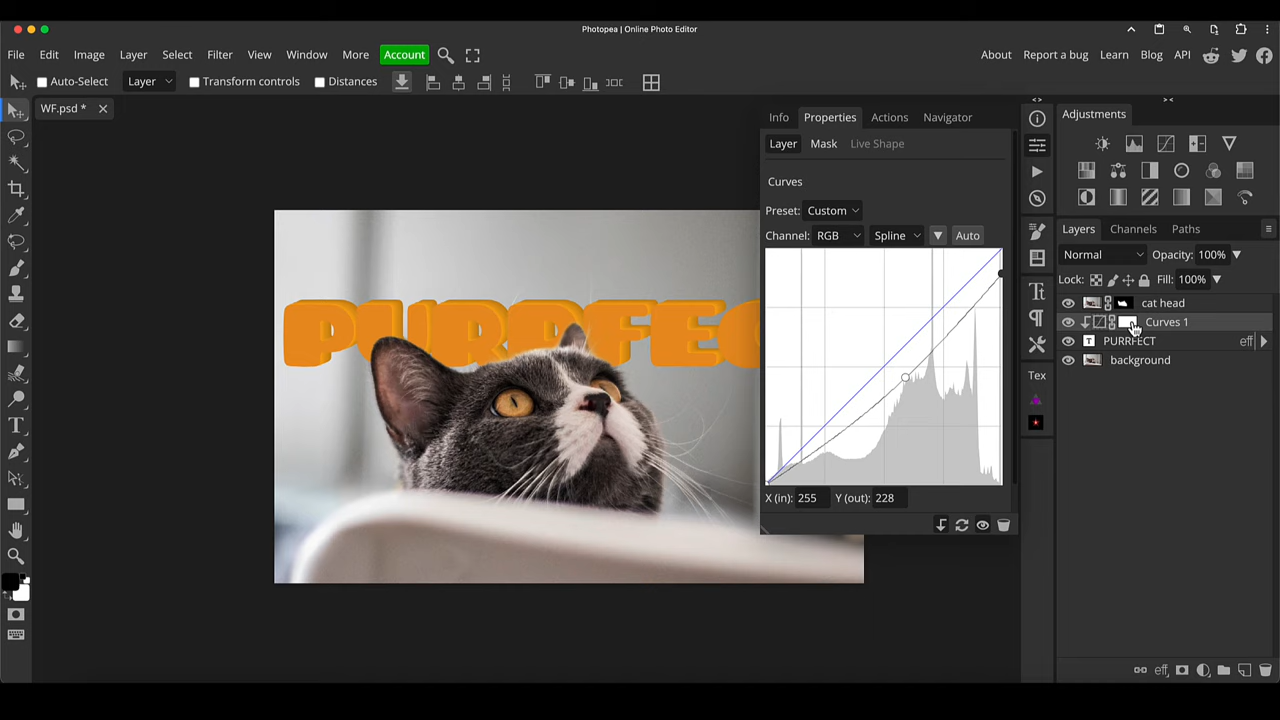 Photopea | Online Photo Editor
File Edit Image Layer Select Filter View Window More Account About Report a bug Learn Blog API
Auto-Select Layer Transform controls Distances
WF.psd *
Info Properties Actions Navigator
Layer Mask Live Shape
Curves
Preset: Custom
Channel: RGB Spline Auto
X (in): 255 Y (out): 228
Tex
Adjustments
Layers Channels Paths
Normal Opacity: 100%
Lock: Fill: 100%
cat head
Curves 1
PURRFECT eff
background
eff
PURRFEC